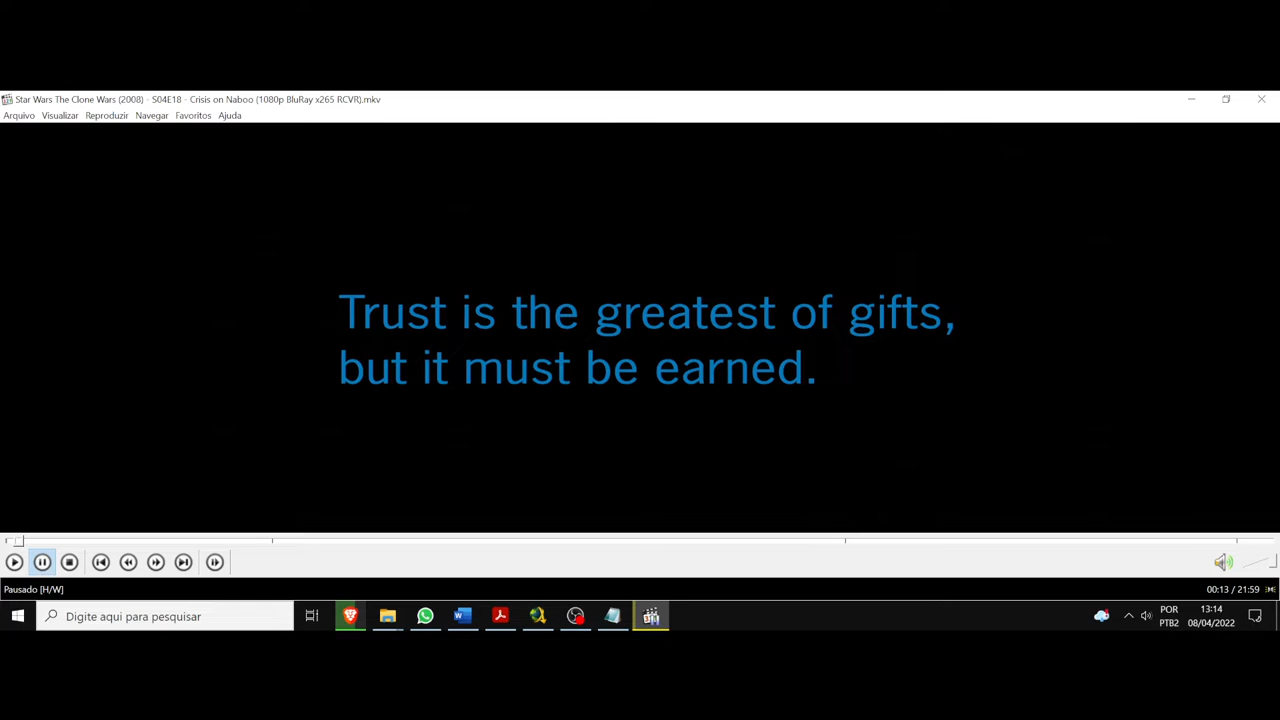 Star Wars The Clone Wars (2008) - S04E18 - Crisis on Naboo (1080p BluRay x265 RCVR).mkv
Arquivo Visualizar Reproduzir Navegar Favoritos Ajuda
Trust is the greatest of gifts,
but it must be earned.
Pausado [H/W]
00:13 / 21:59
Digite aqui para pesquisar
POR
PTB2
13:14
08/04/2022